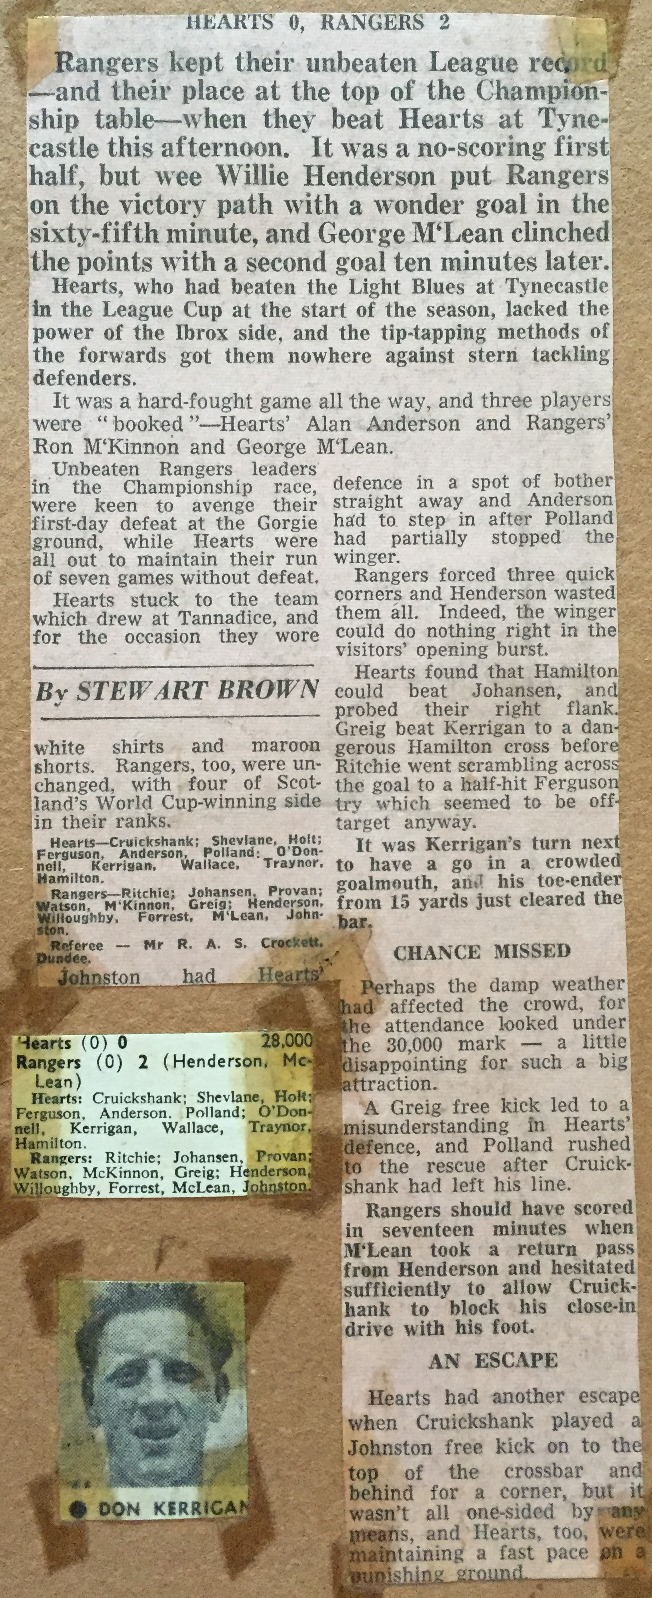 HEARTS 0, RANGERS 2
Rangers kept their unbeaten League record
—and their place at the top of the Champion-
ship table—when they beat Hearts at Tyne-
castle this afternoon. It was a no-scoring first
half, but wee Willie Henderson put Rangers
on the victory path with a wonder goal in the
sixty-fifth minute, and George M‘Lean clinched
the points with a second goal ten minutes later.
Hearts, who had beaten the Light Blues at Tynecastle
in the League Cup at the start of the season, lacked the
power of the Ibrox side, and the tip-tapping methods of
the forwards got them nowhere against stern tackling
defenders.
It was a hard-fought game all the way, and three players
were "booked"—Hearts' Alan Anderson and Rangers'
Ron M‘Kinnon and George M‘Lean.
Unbeaten Rangers leaders
in the Championship race,
were keen to avenge their
first-day defeat at the Gorgie
ground, while Hearts were
all out to maintain their run
of seven games without defeat.
Hearts stuck to the team
which drew at Tannadice, and
for the occasion they wore
By STEWART BROWN
white shirts and maroon
shorts. Rangers, too, were un-
changed, with four of Scot-
land's World Cup-winning side
in their ranks.
Hearts—Cruickshank; Shevlane, Holt;
Ferguson, Anderson, Polland; O'Don-
nell, Kerrigan, Wallace, Traynor,
Hamilton.
Rangers—Ritchie; Johansen, Provan;
Watson, M‘Kinnon, Greig; Henderson,
Willoughby, Forrest, M‘Lean, John-
ston.
Referee — Mr R. A. S. Crockett,
Dundee.
Johnston had Hearts'
defence in a spot of bother
straight away and Anderson
had to step in after Polland
had partially stopped the
winger.
Rangers forced three quick
corners and Henderson wasted
them all. Indeed, the winger
could do nothing right in the
visitors' opening burst.
Hearts found that Hamilton
could beat Johansen, and
probed their right flank.
Greig beat Kerrigan to a dan-
gerous Hamilton cross before
Ritchie went scrambling across
the goal to a half-hit Ferguson
try which seemed to be off-
target anyway.
It was Kerrigan's turn next
to have a go in a crowded
goalmouth, and his toe-ender
from 15 yards just cleared the
bar.
CHANCE MISSED
Perhaps the damp weather
had affected the crowd, for
the attendance looked under
the 30,000 mark — a little
disappointing for such a big
attraction.
A Greig free kick led to a
misunderstanding in Hearts'
defence, and Polland rushed
to the rescue after Cruick-
shank had left his line.
Rangers should have scored
in seventeen minutes when
M‘Lean took a return pass
from Henderson and hesitated
sufficiently to allow Cruick-
hank to block his close-in
drive with his foot.
AN ESCAPE
Hearts had another escape
when Cruickshank played a
Johnston free kick on to the
top of the crossbar and
behind for a corner, but it
wasn't all one-sided by any
means, and Hearts, too, were
maintaining a fast pace on a
punishing ground.
Hearts (0) 0 28,000
Rangers (0) 2 (Henderson, Mc-
Lean)
Hearts: Cruickshank; Shevlane, Holt;
Ferguson, Anderson, Polland; O'Don-
nell, Kerrigan, Wallace, Traynor,
Hamilton.
Rangers: Ritchie; Johansen, Provan;
Watson, McKinnon, Greig; Henderson,
Willoughby, Forrest, McLean, Johnston.
● DON KERRIGAN